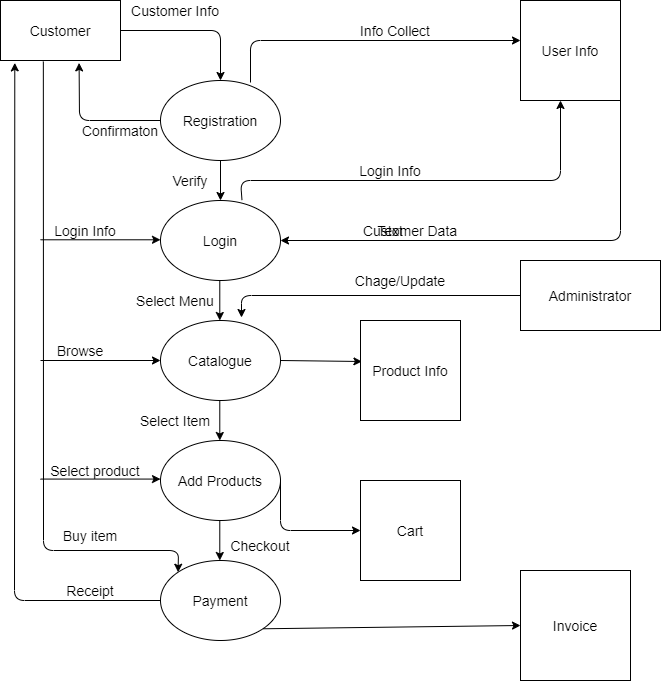 Customer Info
Customer
Info Collect
User Info
Registration
Confirmaton
Login Info
Verify
Login Info
Customer Data
Text
Login
Chage/Update
Select Menu
Administrator
Browse
Catalogue
Product Info
Select Item
Select product
Add Products
Cart
Buy item
Checkout
Receipt
Payment
Invoice